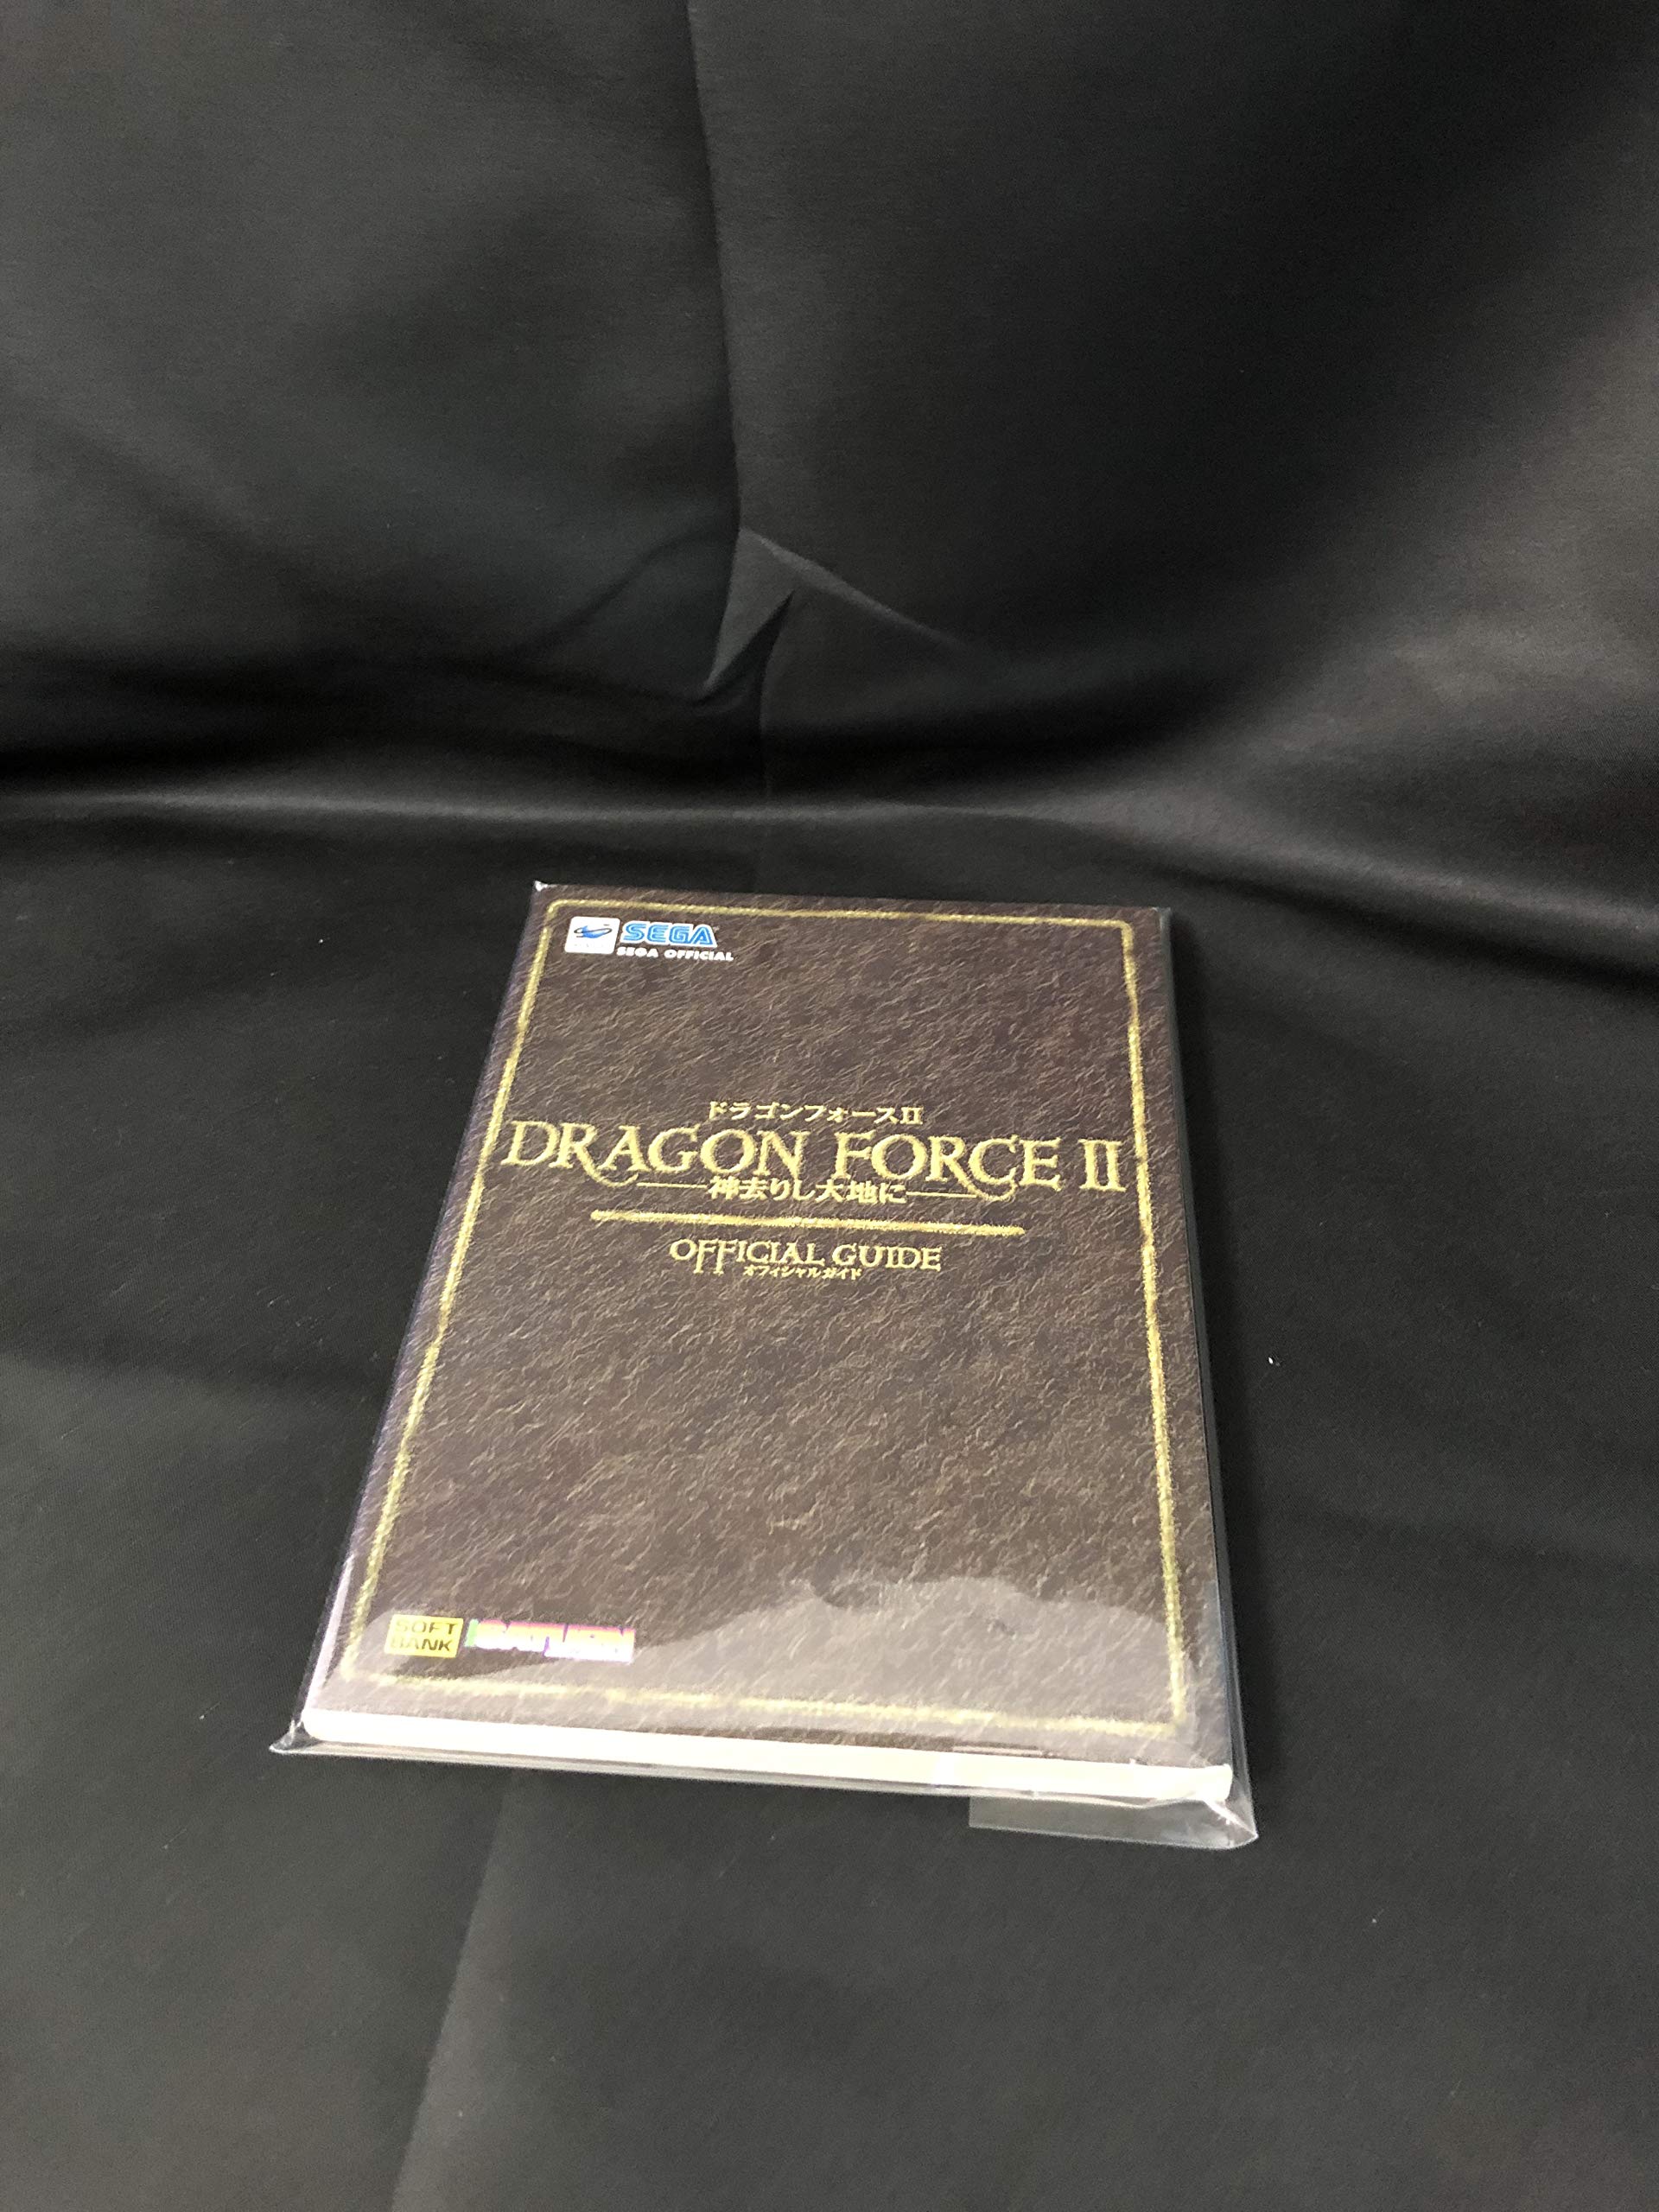 SEGA
SEGA OFFICIAL
ドラゴンフォースII
DRAGON FORCE II
神去りし大地に
OFFICIAL GUIDE
オフィシャルガイド
SOFT
BANK
SATURN